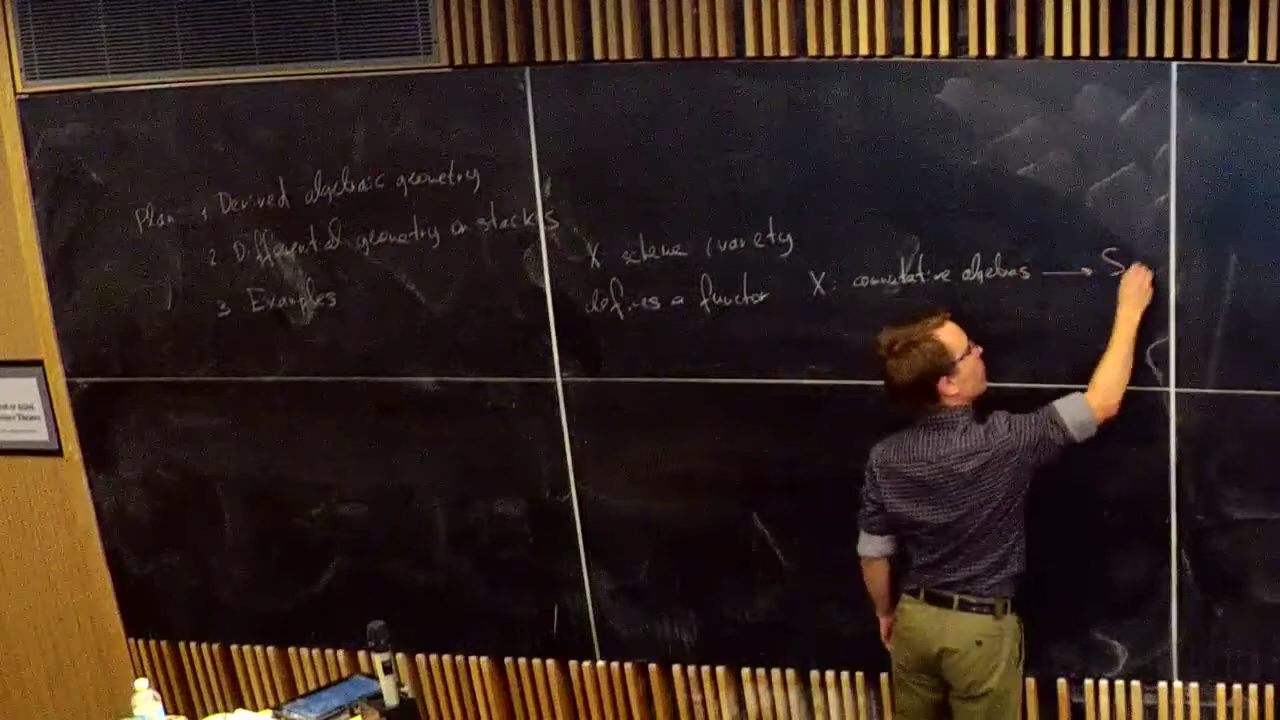 Plan 1. Derived algebraic geometry
2. Differential geometry on stacks
3 Examples
X scheme / variety
defines a functor X: commutative algebras → S